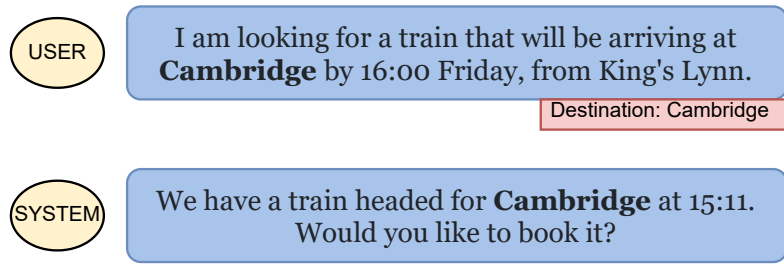 USER
I am looking for a train that will be arriving at
Cambridge by 16:00 Friday, from King's Lynn.
Destination: Cambridge
SYSTEM
We have a train headed for Cambridge at 15:11.
Would you like to book it?